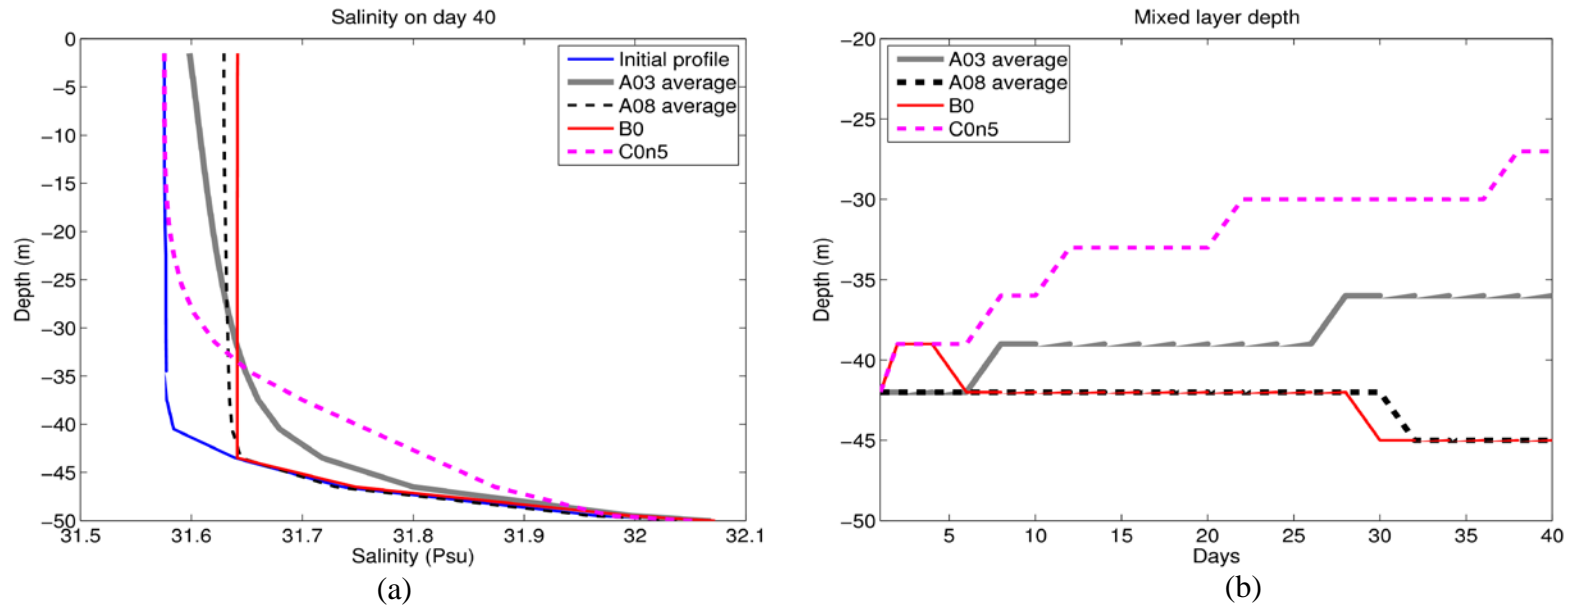 Salinity on day 40
0
−5
−10
−15
−20
−25
−30
−35
−40
−45
−50
Depth (m)
31.5 31.6 31.7 31.8 31.9 32 32.1
Salinity (Psu)
Initial profile
A03 average
A08 average
B0
C0n5
(a)
Mixed layer depth
−20
−25
−30
−35
−40
−45
−50
Depth (m)
5 10 15 20 25 30 35 40
Days
A03 average
A08 average
B0
C0n5
(b)